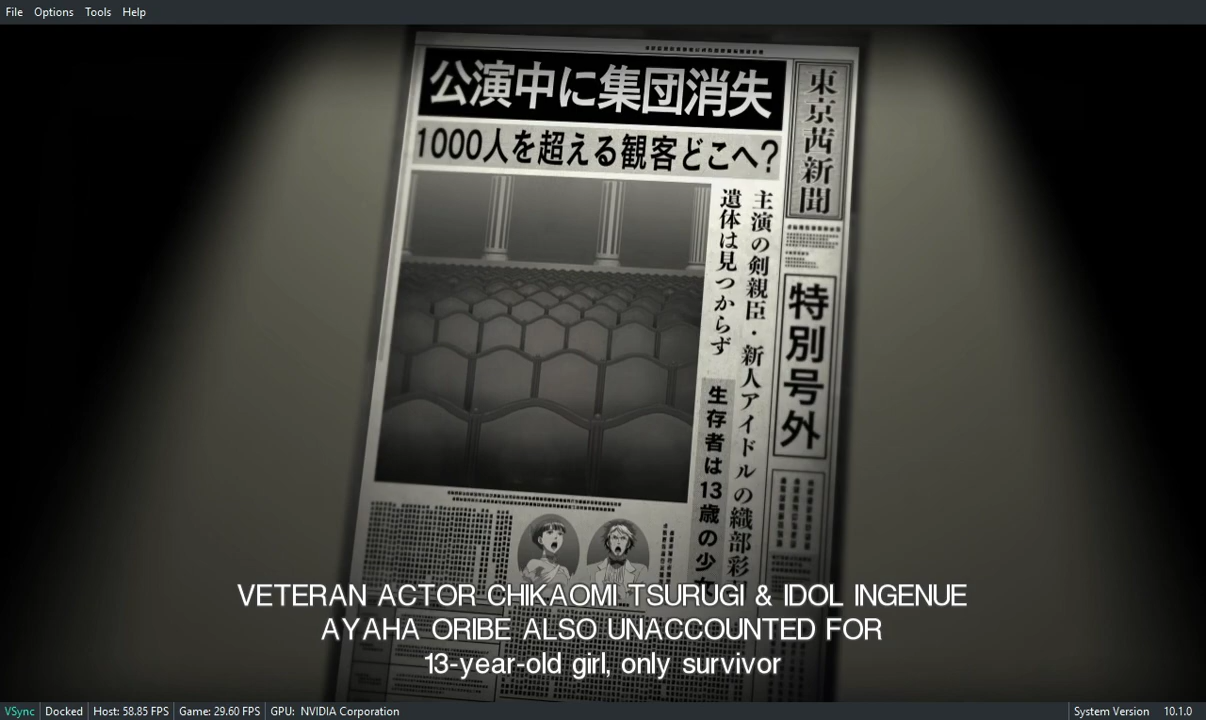 File Options Tools Help
公演中に集団消失
1000人を超える観客どこへ?
東京茜新聞
特別号外
主演の剣親臣・新人アイドルの織部彩
遺体は見つからず
生存者は13歳の少
VETERAN ACTOR CHIKAOMI TSURUGI & IDOL INGENUE
AYAHA ORIBE ALSO UNACCOUNTED FOR
13-year-old girl, only survivor
VSync Docked Host: 58.85 FPS Game: 29.60 FPS GPU: NVIDIA Corporation System Version 10.1.0